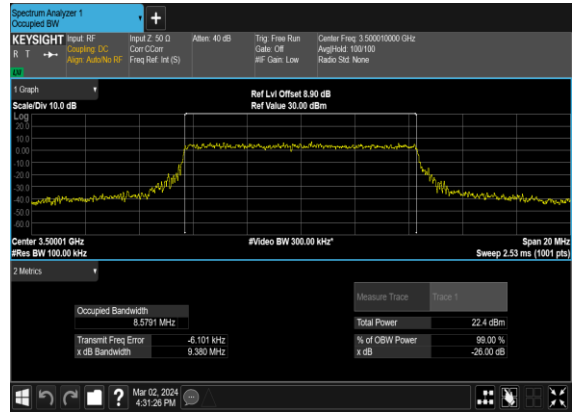 Spectrum Analyzer 1
Occupied BW
+
KEYSIGHT Input: RF Input Z: 50 Ω Atten: 40 dB Trig: Free Run Center Freq: 3.500010000 GHz
R T Coupling: DC Corr CCorr Gate: Off Avg|Hold: 100/100
Align: Auto/No RF Freq Ref: Int (S) #IF Gain: Low Radio Std: None
LW
1 Graph
Ref Lvl Offset 8.90 dB
Scale/Div 10.0 dB Ref Value 30.00 dBm
Log
20.0
10.0
0.00
-10.0
-20.0
-30.0
-40.0
-50.0
-60.0
Center 3.50001 GHz #Video BW 300.00 kHz* Span 20 MHz
#Res BW 100.00 kHz Sweep 2.53 ms (1001 pts)
2 Metrics
Measure Trace Trace 1
Occupied Bandwidth
8.5791 MHz Total Power 22.4 dBm
Transmit Freq Error -6.101 kHz % of OBW Power 99.00 %
x dB Bandwidth 9.380 MHz x dB -26.00 dB
? Mar 02, 2024
4:31:26 PM